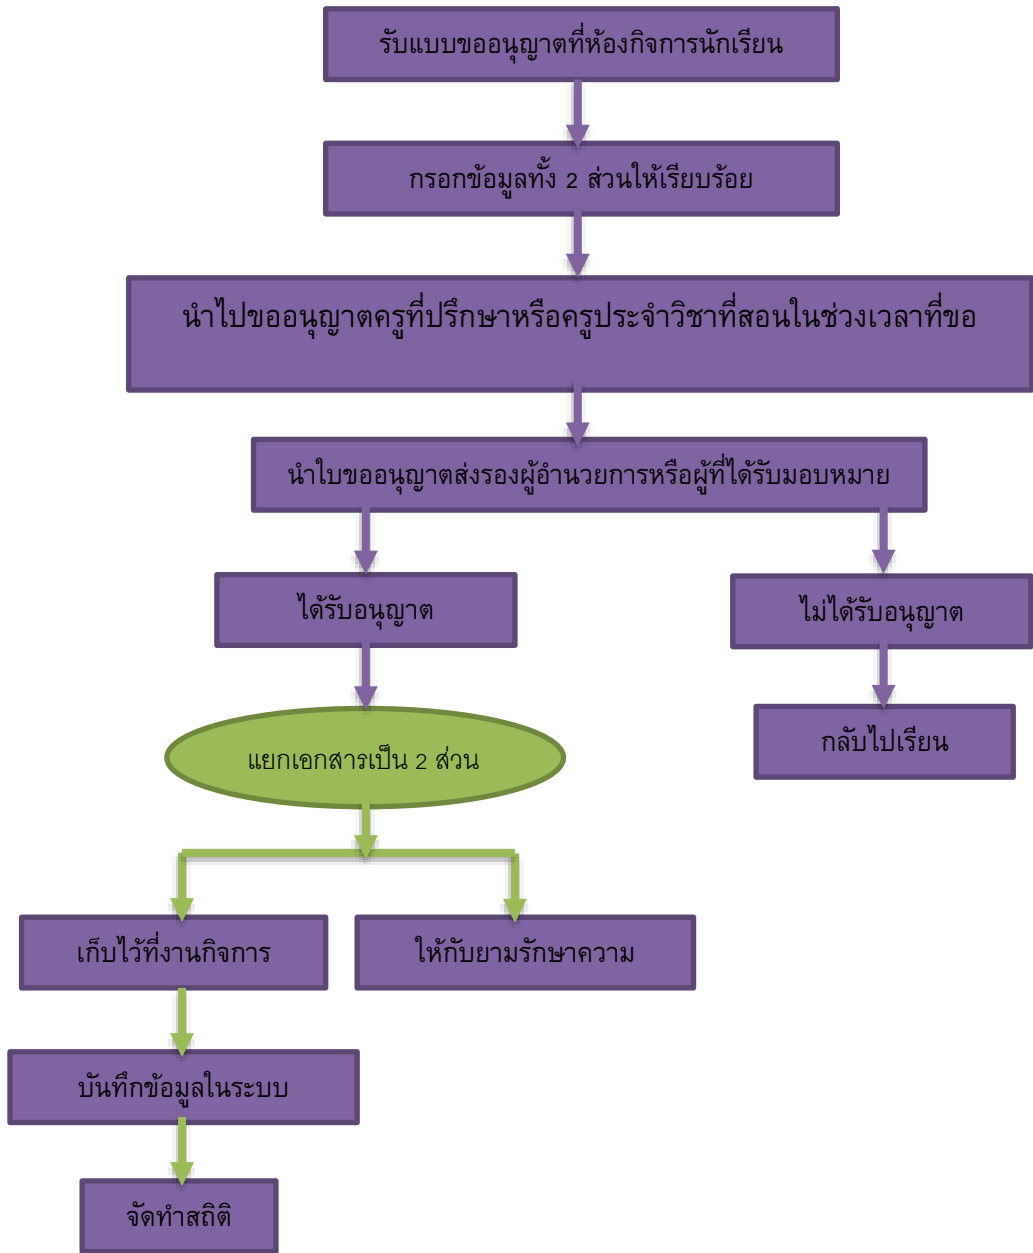 รับแบบขออนุญาตที่ห้องกิจการนักเรียน
กรอกข้อมูลทั้ง 2 ส่วนให้เรียบร้อย
นำไปขออนุญาตครูที่ปรึกษาหรือครูประจำวิชาที่สอนในช่วงเวลาที่ขอ
นำใบขออนุญาตส่งรองผู้อำนวยการหรือผู้ที่ได้รับมอบหมาย
ได้รับอนุญาต
ไม่ได้รับอนุญาต
แยกเอกสารเป็น 2 ส่วน
กลับไปเรียน
เก็บไว้ที่งานกิจการ
ให้กับยามรักษาความ
บันทึกข้อมูลในระบบ
จัดทำสถิติ